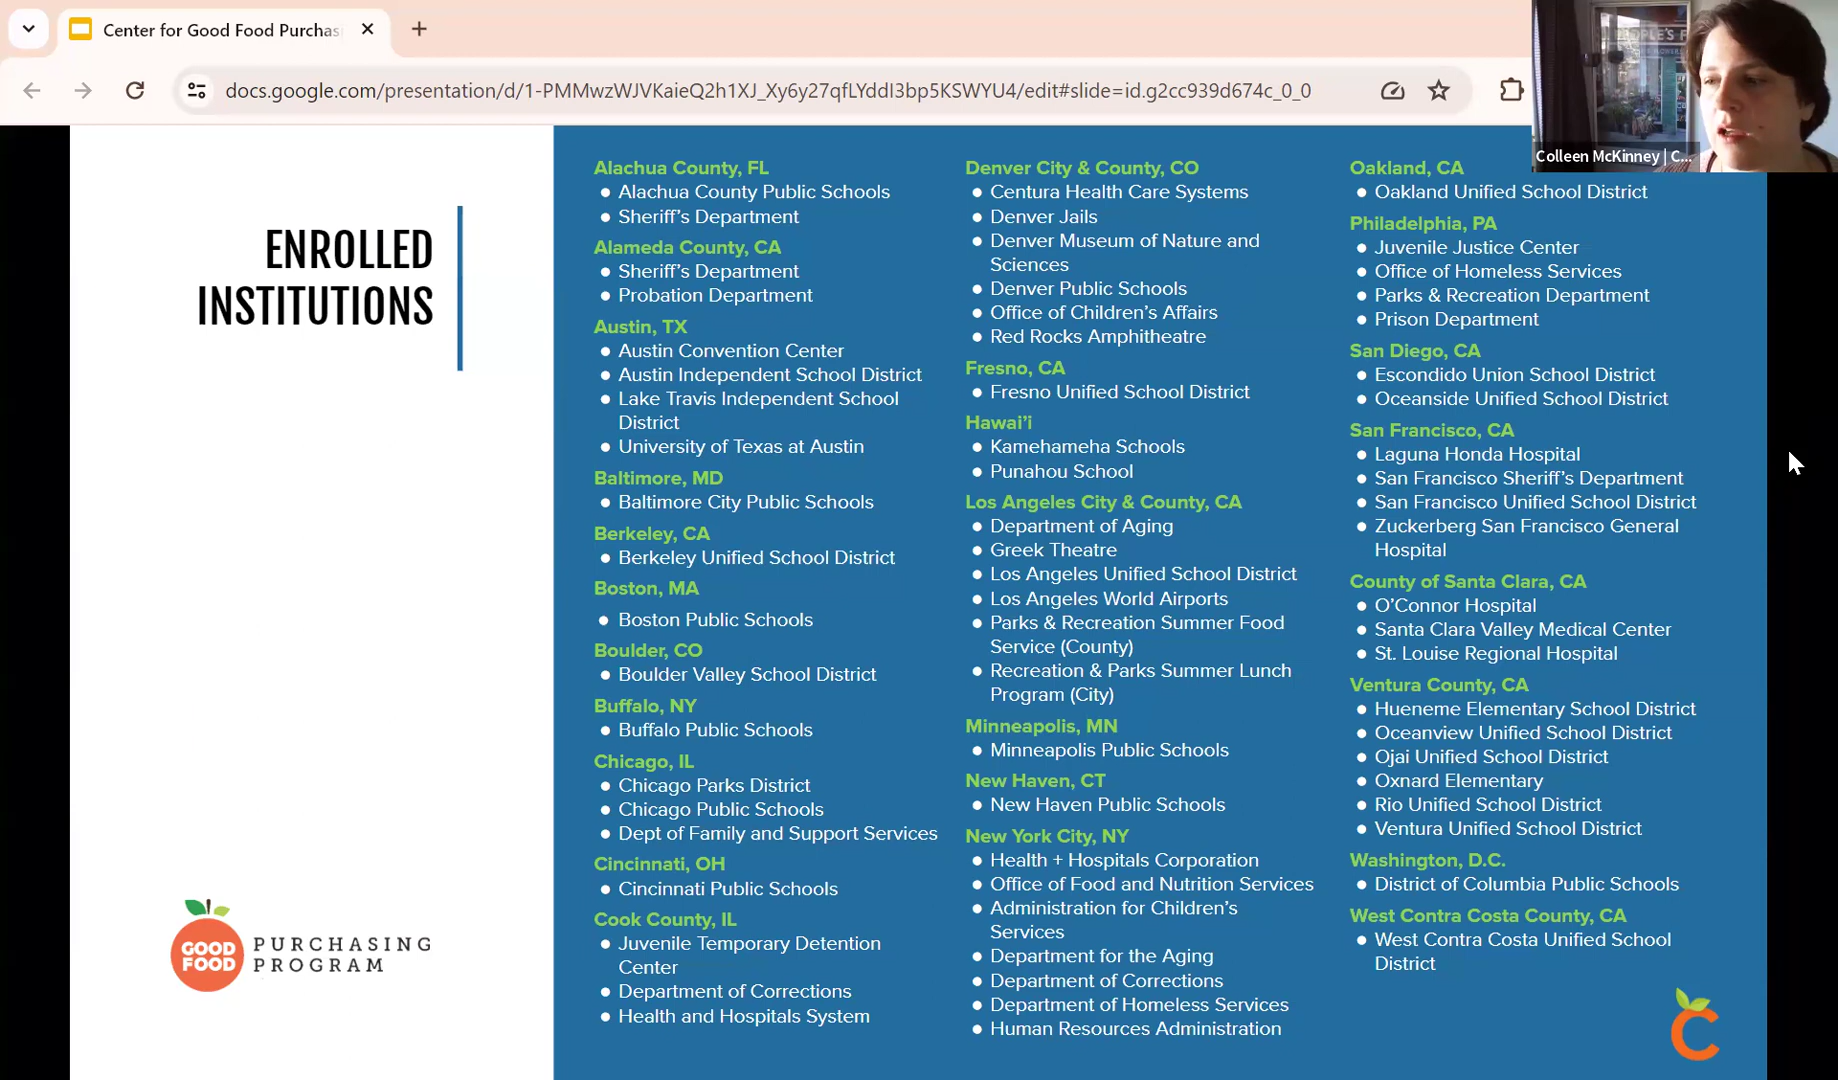 Center for Good Food Purchas
docs.google.com/presentation/d/1-PMMwzWJVKaieQ2h1XJ_Xy6y27qfLYddI3bp5KSWYU4/edit#slide=id.g2cc939d674c_0_0
Colleen McKinney | C...
ENROLLED
INSTITUTIONS
GOOD
FOOD
PURCHASING
PROGRAM
Alachua County, FL
● Alachua County Public Schools
● Sheriff's Department
Alameda County, CA
● Sheriff's Department
● Probation Department
Austin, TX
● Austin Convention Center
● Austin Independent School District
● Lake Travis Independent School
District
● University of Texas at Austin
Baltimore, MD
● Baltimore City Public Schools
Berkeley, CA
● Berkeley Unified School District
Boston, MA
● Boston Public Schools
Boulder, CO
● Boulder Valley School District
Buffalo, NY
● Buffalo Public Schools
Chicago, IL
● Chicago Parks District
● Chicago Public Schools
● Dept of Family and Support Services
Cincinnati, OH
● Cincinnati Public Schools
Cook County, IL
● Juvenile Temporary Detention
Center
● Department of Corrections
● Health and Hospitals System
Denver City & County, CO
● Centura Health Care Systems
● Denver Jails
● Denver Museum of Nature and
Sciences
● Denver Public Schools
● Office of Children's Affairs
● Red Rocks Amphitheatre
Fresno, CA
● Fresno Unified School District
Hawai'i
● Kamehameha Schools
● Punahou School
Los Angeles City & County, CA
● Department of Aging
● Greek Theatre
● Los Angeles Unified School District
● Los Angeles World Airports
● Parks & Recreation Summer Food
Service (County)
● Recreation & Parks Summer Lunch
Program (City)
Minneapolis, MN
● Minneapolis Public Schools
New Haven, CT
● New Haven Public Schools
New York City, NY
● Health + Hospitals Corporation
● Office of Food and Nutrition Services
● Administration for Children's
Services
● Department for the Aging
● Department of Corrections
● Department of Homeless Services
● Human Resources Administration
Oakland, CA
● Oakland Unified School District
Philadelphia, PA
● Juvenile Justice Center
● Office of Homeless Services
● Parks & Recreation Department
● Prison Department
San Diego, CA
● Escondido Union School District
● Oceanside Unified School District
San Francisco, CA
● Laguna Honda Hospital
● San Francisco Sheriff's Department
● San Francisco Unified School District
● Zuckerberg San Francisco General
Hospital
County of Santa Clara, CA
● O'Connor Hospital
● Santa Clara Valley Medical Center
● St. Louise Regional Hospital
Ventura County, CA
● Hueneme Elementary School District
● Oceanview Unified School District
● Ojai Unified School District
● Oxnard Elementary
● Rio Unified School District
● Ventura Unified School District
Washington, D.C.
● District of Columbia Public Schools
West Contra Costa County, CA
● West Contra Costa Unified School
District